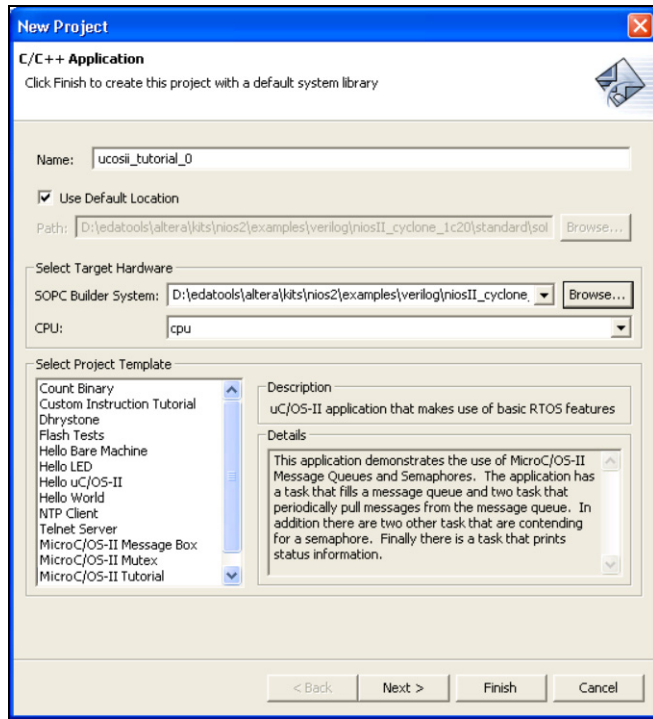 New Project
C/C++ Application
Click Finish to create this project with a default system library
Name: ucosii_tutorial_0
Use Default Location
Path: D:\edatools\altera\kits\nios2\examples\verilog\niosII_cyclone_1c20\standard\sof Browse...
Select Target Hardware
SOPC Builder System: D:\edatools\altera\kits\nios2\examples\verilog\niosII_cyclone_ Browse...
CPU: cpu
Select Project Template
Count Binary
Custom Instruction Tutorial
Dhrystone
Flash Tests
Hello Bare Machine
Hello LED
Hello uC/OS-II
Hello World
NTP Client
Telnet Server
MicroC/OS-II Message Box
MicroC/OS-II Mutex
MicroC/OS-II Tutorial
Description
uC/OS-II application that makes use of basic RTOS features
Details
This application demonstrates the use of MicroC/OS-II
Message Queues and Semaphores. The application has
a task that fills a message queue and two task that
periodically pull messages from the message queue. In
addition there are two other task that are contending
for a semaphore. Finally there is a task that prints
status information.
< Back Next > Finish Cancel